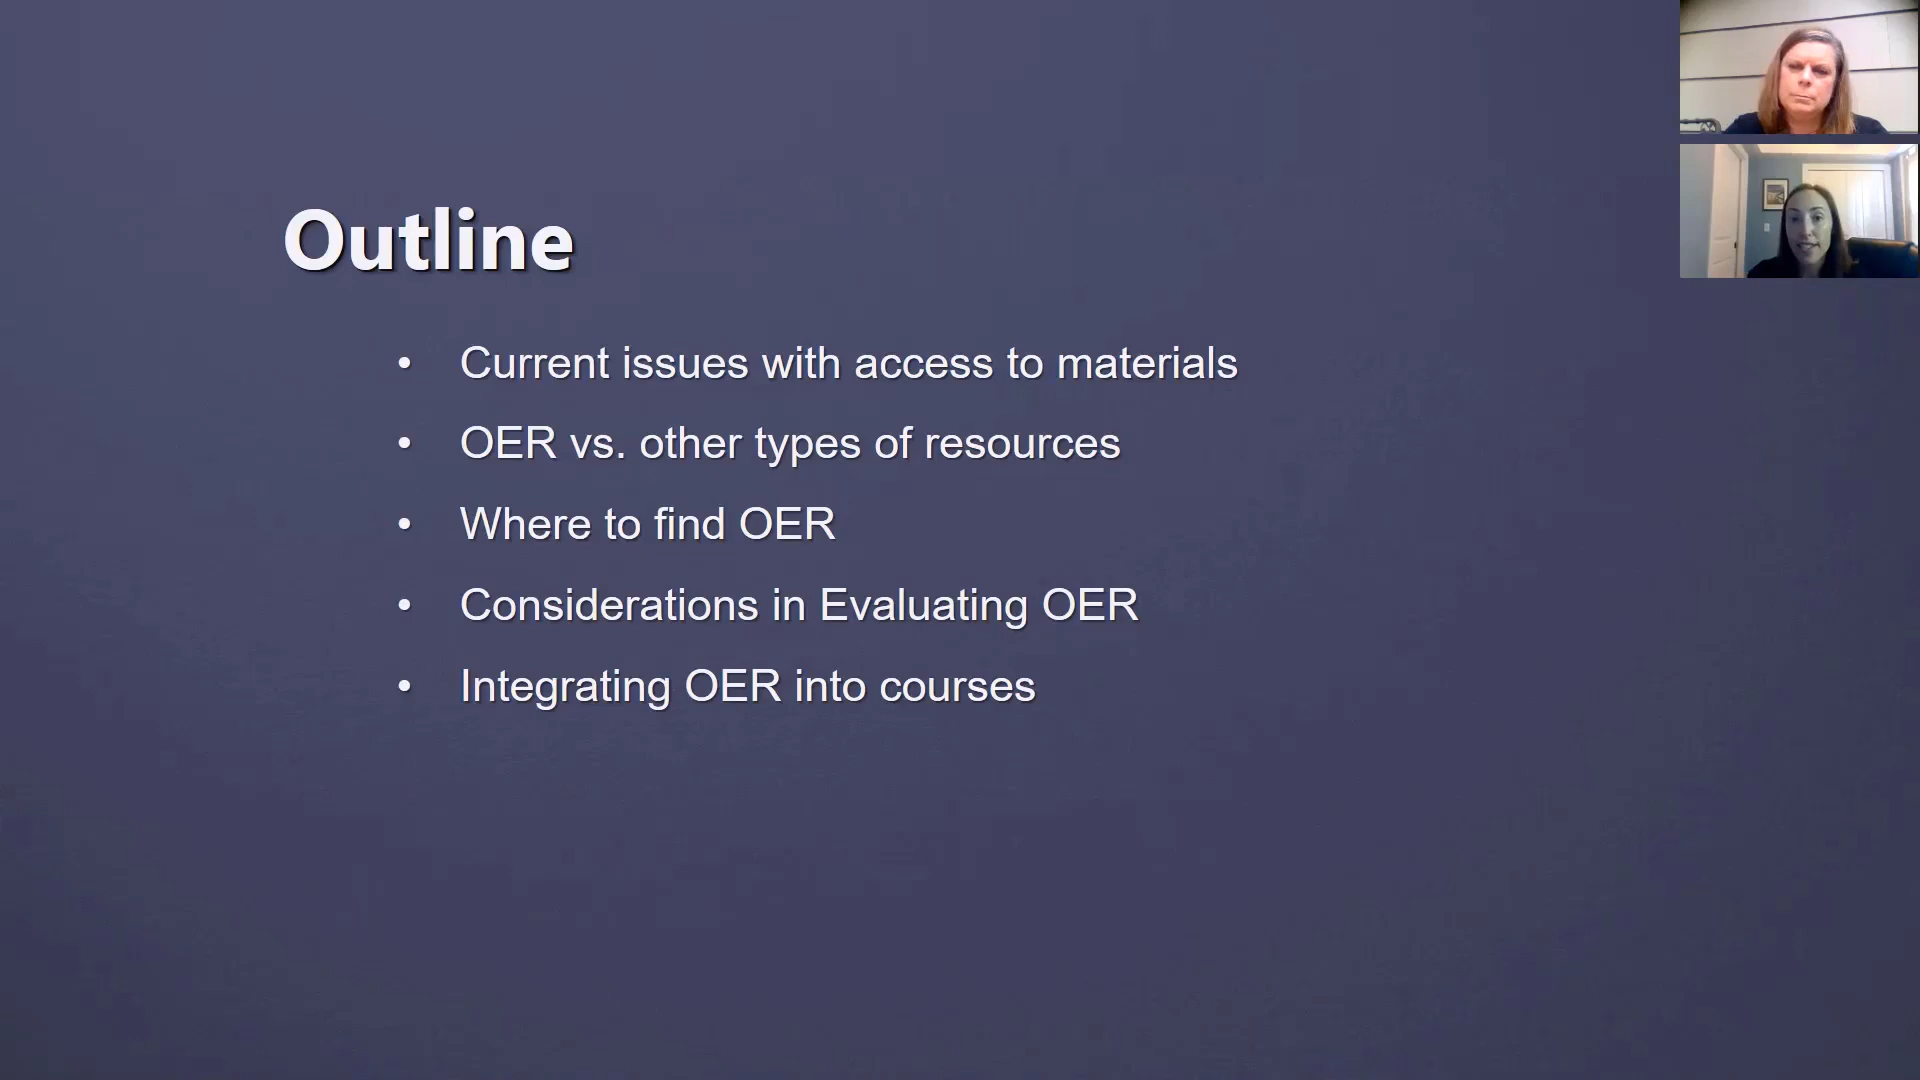 Outline
• Current issues with access to materials
• OER vs. other types of resources
• Where to find OER
• Considerations in Evaluating OER
• Integrating OER into courses